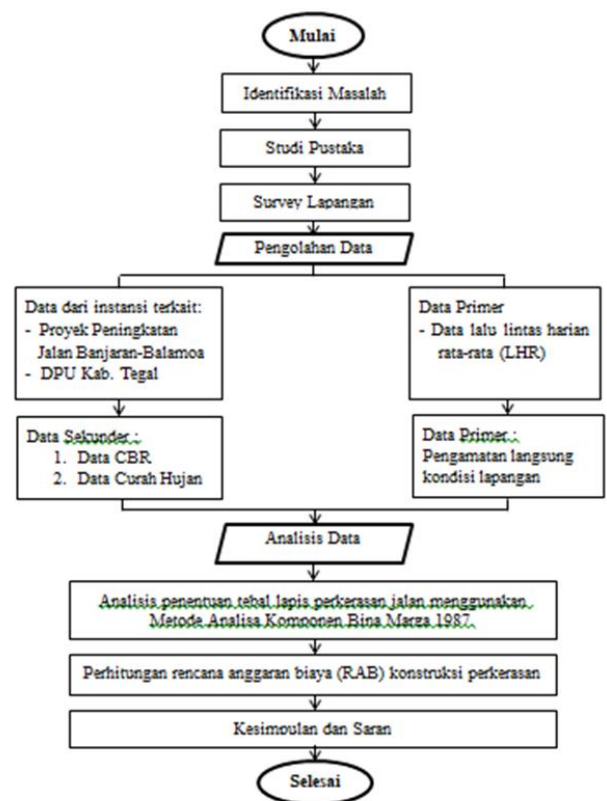 Mulai
Identifikasi Masalah
Studi Pustaka
Survey Lapangan
Pengolahan Data
Data dari instansi terkait:
- Proyek Peningkatan
Jalan Banjaran-Balamoa
- DPU Kab. Tegal
Data Primer
- Data lalu lintas harian
rata-rata (LHR)
Data Sekunder :
1. Data CBR
2. Data Curah Hujan
Data Primer :
Pengamatan langsung
kondisi lapangan
Analisis Data
Analisis penentuan tebal lapis perkerasan jalan menggunakan
Metode Analisa Komponen Bina Marga 1987.
Perhitungan rencana anggaran biaya (RAB) konstruksi perkerasan
Kesimpulan dan Saran
Selesai